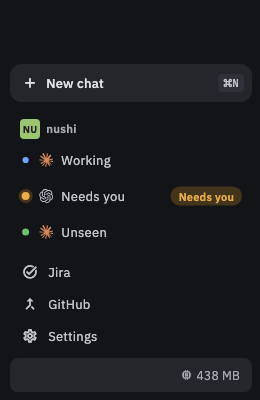 New chat ⌘N
NU nushi
Working
Needs you Needs you
Unseen
Jira
GitHub
Settings
438 MB